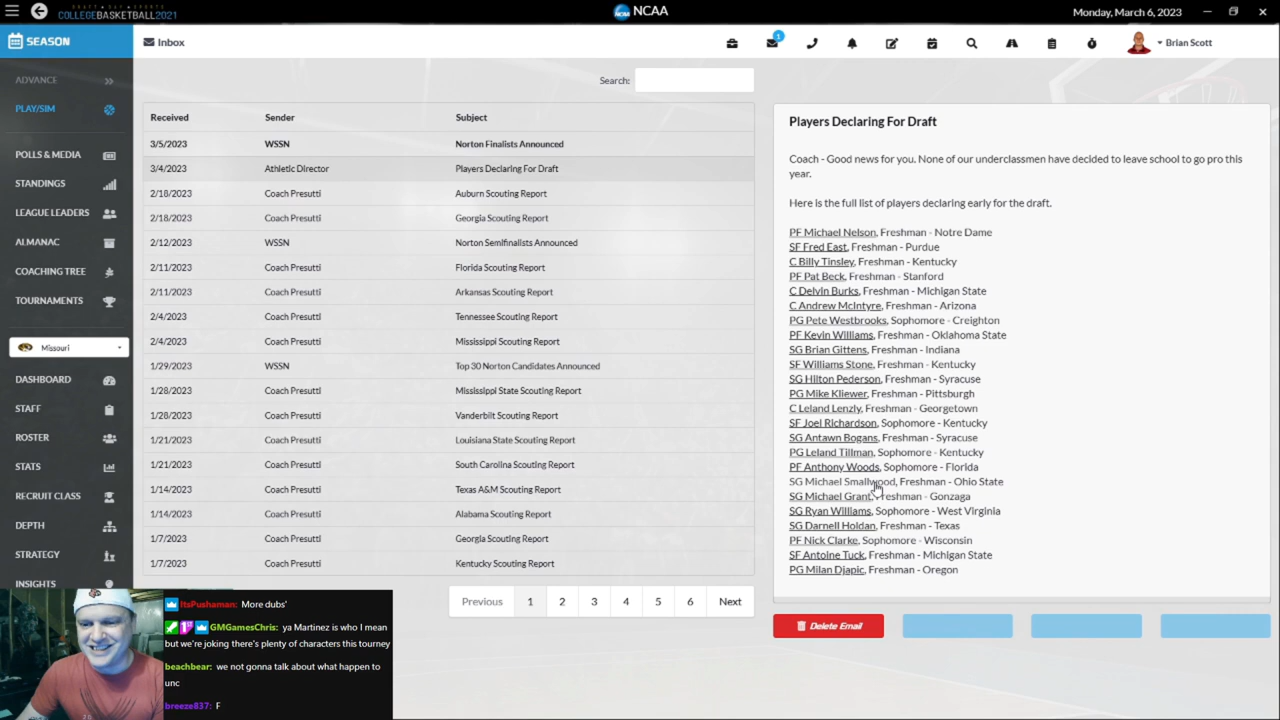 DRAFT DAY SPORTS
COLLEGEBASKETBALL2021
NCAA
Monday, March 6, 2023
SEASON
Inbox
1
Brian Scott
ADVANCE
PLAY/SIM
POLLS & MEDIA
STANDINGS
LEAGUE LEADERS
ALMANAC
COACHING TREE
TOURNAMENTS
Missouri
DASHBOARD
STAFF
ROSTER
STATS
RECRUIT CLASS
DEPTH
STRATEGY
INSIGHTS
Search:
Received Sender Subject
3/5/2023 WSSN Norton Finalists Announced
3/4/2023 Athletic Director Players Declaring For Draft
2/18/2023 Coach Presutti Auburn Scouting Report
2/18/2023 Coach Presutti Georgia Scouting Report
2/12/2023 WSSN Norton Semifinalists Announced
2/11/2023 Coach Presutti Florida Scouting Report
2/11/2023 Coach Presutti Arkansas Scouting Report
2/4/2023 Coach Presutti Tennessee Scouting Report
2/4/2023 Coach Presutti Mississippi Scouting Report
1/29/2023 WSSN Top 30 Norton Candidates Announced
1/28/2023 Coach Presutti Mississippi State Scouting Report
1/28/2023 Coach Presutti Vanderbilt Scouting Report
1/21/2023 Coach Presutti Louisiana State Scouting Report
1/21/2023 Coach Presutti South Carolina Scouting Report
1/14/2023 Coach Presutti Texas A&M Scouting Report
1/14/2023 Coach Presutti Alabama Scouting Report
1/7/2023 Coach Presutti Georgia Scouting Report
1/7/2023 Coach Presutti Kentucky Scouting Report
Previous 1 2 3 4 5 6 Next
Players Declaring For Draft
Coach - Good news for you. None of our underclassmen have decided to leave school to go pro this
year.
Here is the full list of players declaring early for the draft.
PF Michael Nelson, Freshman - Notre Dame
SF Fred East, Freshman - Purdue
C Billy Tinsley, Freshman - Kentucky
PF Pat Beck, Freshman - Stanford
C Delvin Burks, Freshman - Michigan State
C Andrew McIntyre, Freshman - Arizona
PG Pete Westbrooks, Sophomore - Creighton
PF Kevin Williams, Freshman - Oklahoma State
SG Brian Gittens, Freshman - Indiana
SF Williams Stone, Freshman - Kentucky
SG Hilton Pederson, Freshman - Syracuse
PG Mike Kliewer, Freshman - Pittsburgh
C Leland Lenzly, Freshman - Georgetown
SF Joel Richardson, Sophomore - Kentucky
SG Antawn Bogans, Freshman - Syracuse
PG Leland Tillman, Sophomore - Kentucky
PF Anthony Woods, Sophomore - Florida
SG Michael Smallwood, Freshman - Ohio State
SG Michael Grant, Freshman - Gonzaga
SG Ryan Williams, Sophomore - West Virginia
SG Darnell Holdan, Freshman - Texas
PF Nick Clarke, Sophomore - Wisconsin
SF Antoine Tuck, Freshman - Michigan State
PG Milan Djapic, Freshman - Oregon
Delete Email
ItsPushaman: More dubs'
GMGamesChris: ya Martinez is who I mean
but we're joking there's plenty of characters this tourney
beachbear: we not gonna talk about what happen to
unc
breeze837: F